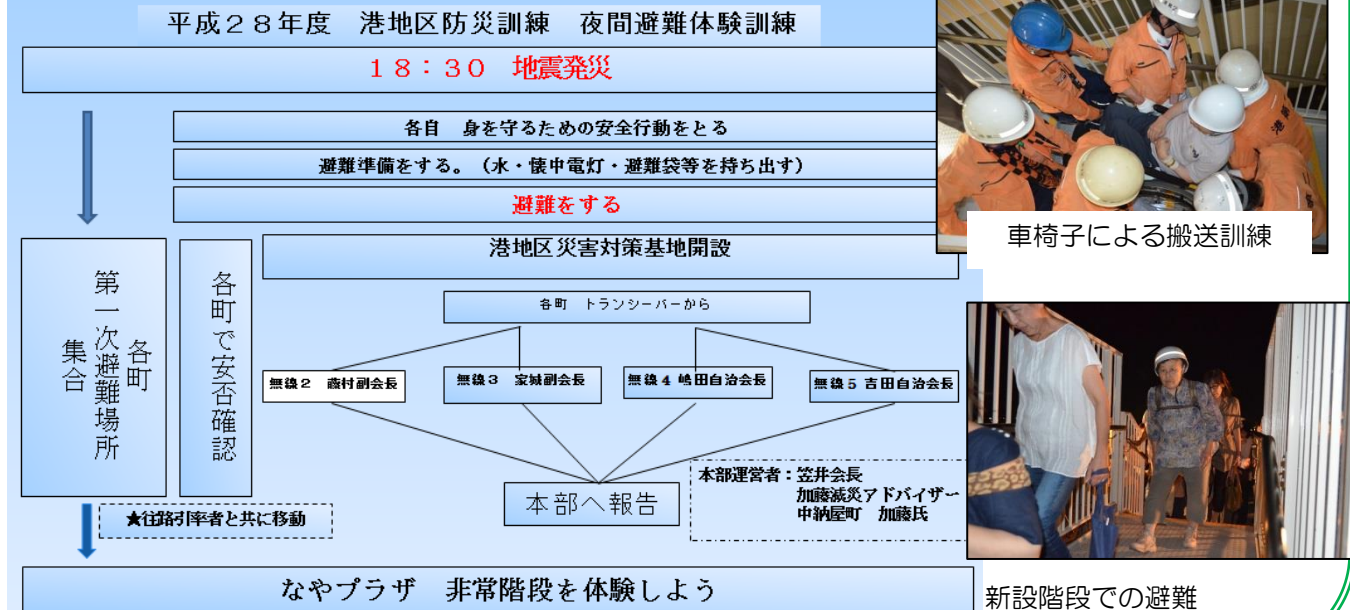 平成２８年度　港地区防災訓練　夜間避難体験訓練
１８：３０　地震発災
各自　身を守るための安全行動をとる
避難準備をする。（水・懐中電灯・避難袋等を持ち出す）
避難をする
港地区災害対策基地開設
各町
第一次避難場所
集合
各町で安否確認
各町　トランシーバーから
無線２　藤村副会長
無線３　家城副会長
無線４ 嶋田自治会長
無線５ 吉田自治会長
本部へ報告
本部運営者：笠井会長
加藤減災アドバイザー
中納屋町　加藤氏
★往路引率者と共に移動
なやプラザ　非常階段を体験しよう
車椅子による搬送訓練
新設階段での避難